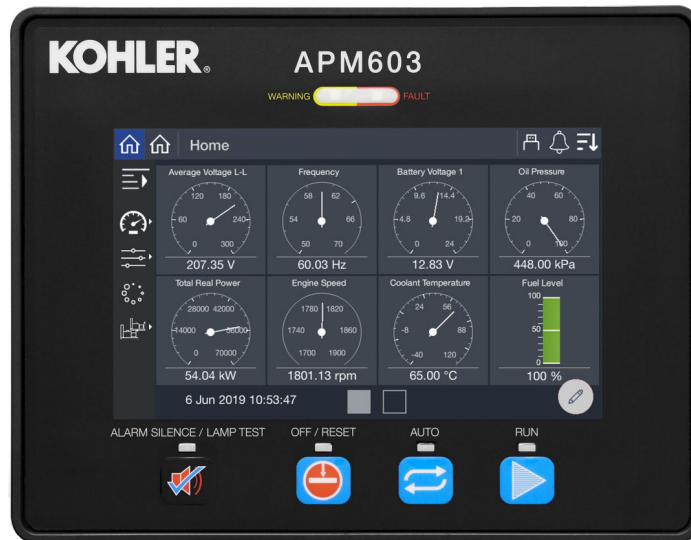 KOHLER®
APM603
WARNING FAULT
Home
Average Voltage L-L Frequency Battery Voltage 1 Oil Pressure
120 180 58 62 9.6 14.4 40 60
60 240 54 66 4.8 19.2 20 80
0 300 50 70 0 24 0 100
207.35 V 60.03 Hz 12.83 V 448.00 kPa
Total Real Power Engine Speed Coolant Temperature Fuel Level
28000 42000 1780 1820 24 56 100
14000 56000 1740 1860 -8 88 50
0 70000 1700 1900 -40 120 0
54.04 kW 1801.13 rpm 65.00 °C 100 %
6 Jun 2019 10:53:47
ALARM SILENCE / LAMP TEST OFF / RESET AUTO RUN